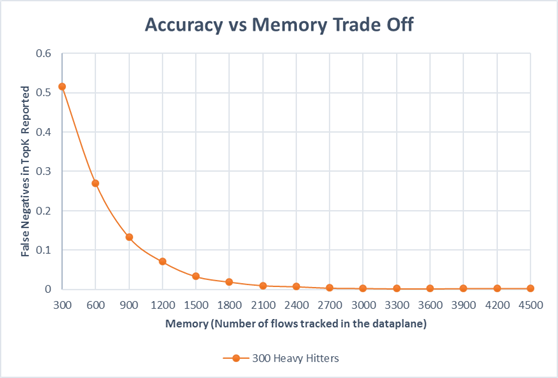 Accuracy vs Memory Trade Off
False Negatives in TopK Reported
0.6
0.5
0.4
0.3
0.2
0.1
0
300 600 900 1200 1500 1800 2100 2400 2700 3000 3300 3600 3900 4200 4500
Memory (Number of flows tracked in the dataplane)
300 Heavy Hitters